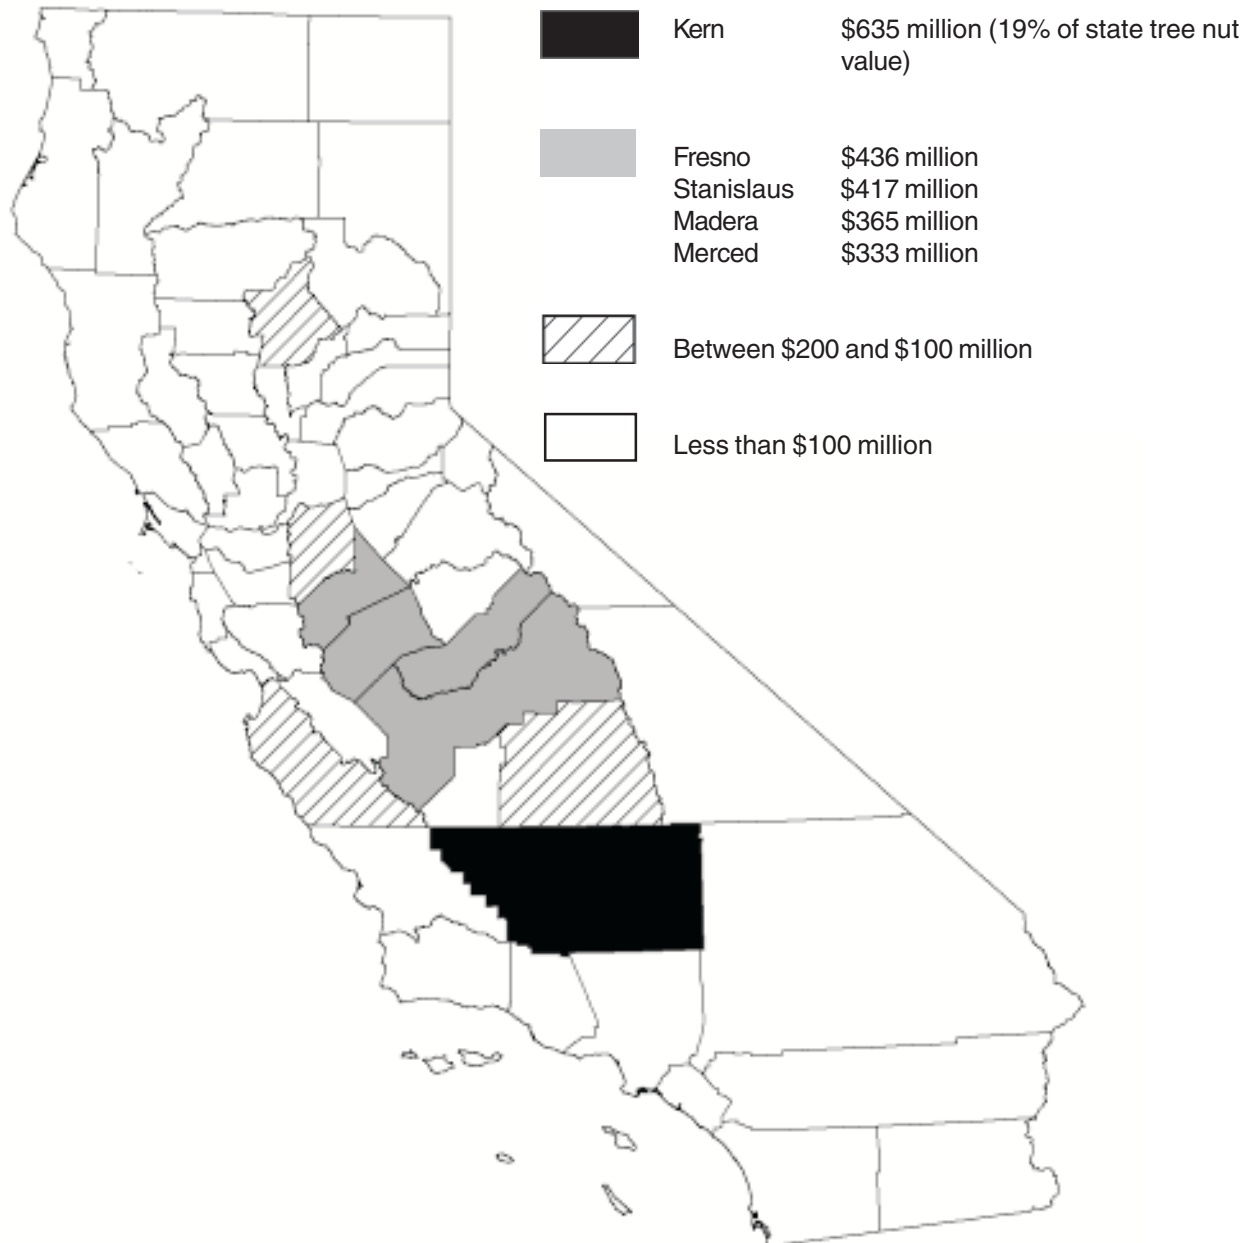 Kern $635 million (19% of state tree nut
value)
Fresno $436 million
Stanislaus $417 million
Madera $365 million
Merced $333 million
Between $200 and $100 million
Less than $100 million